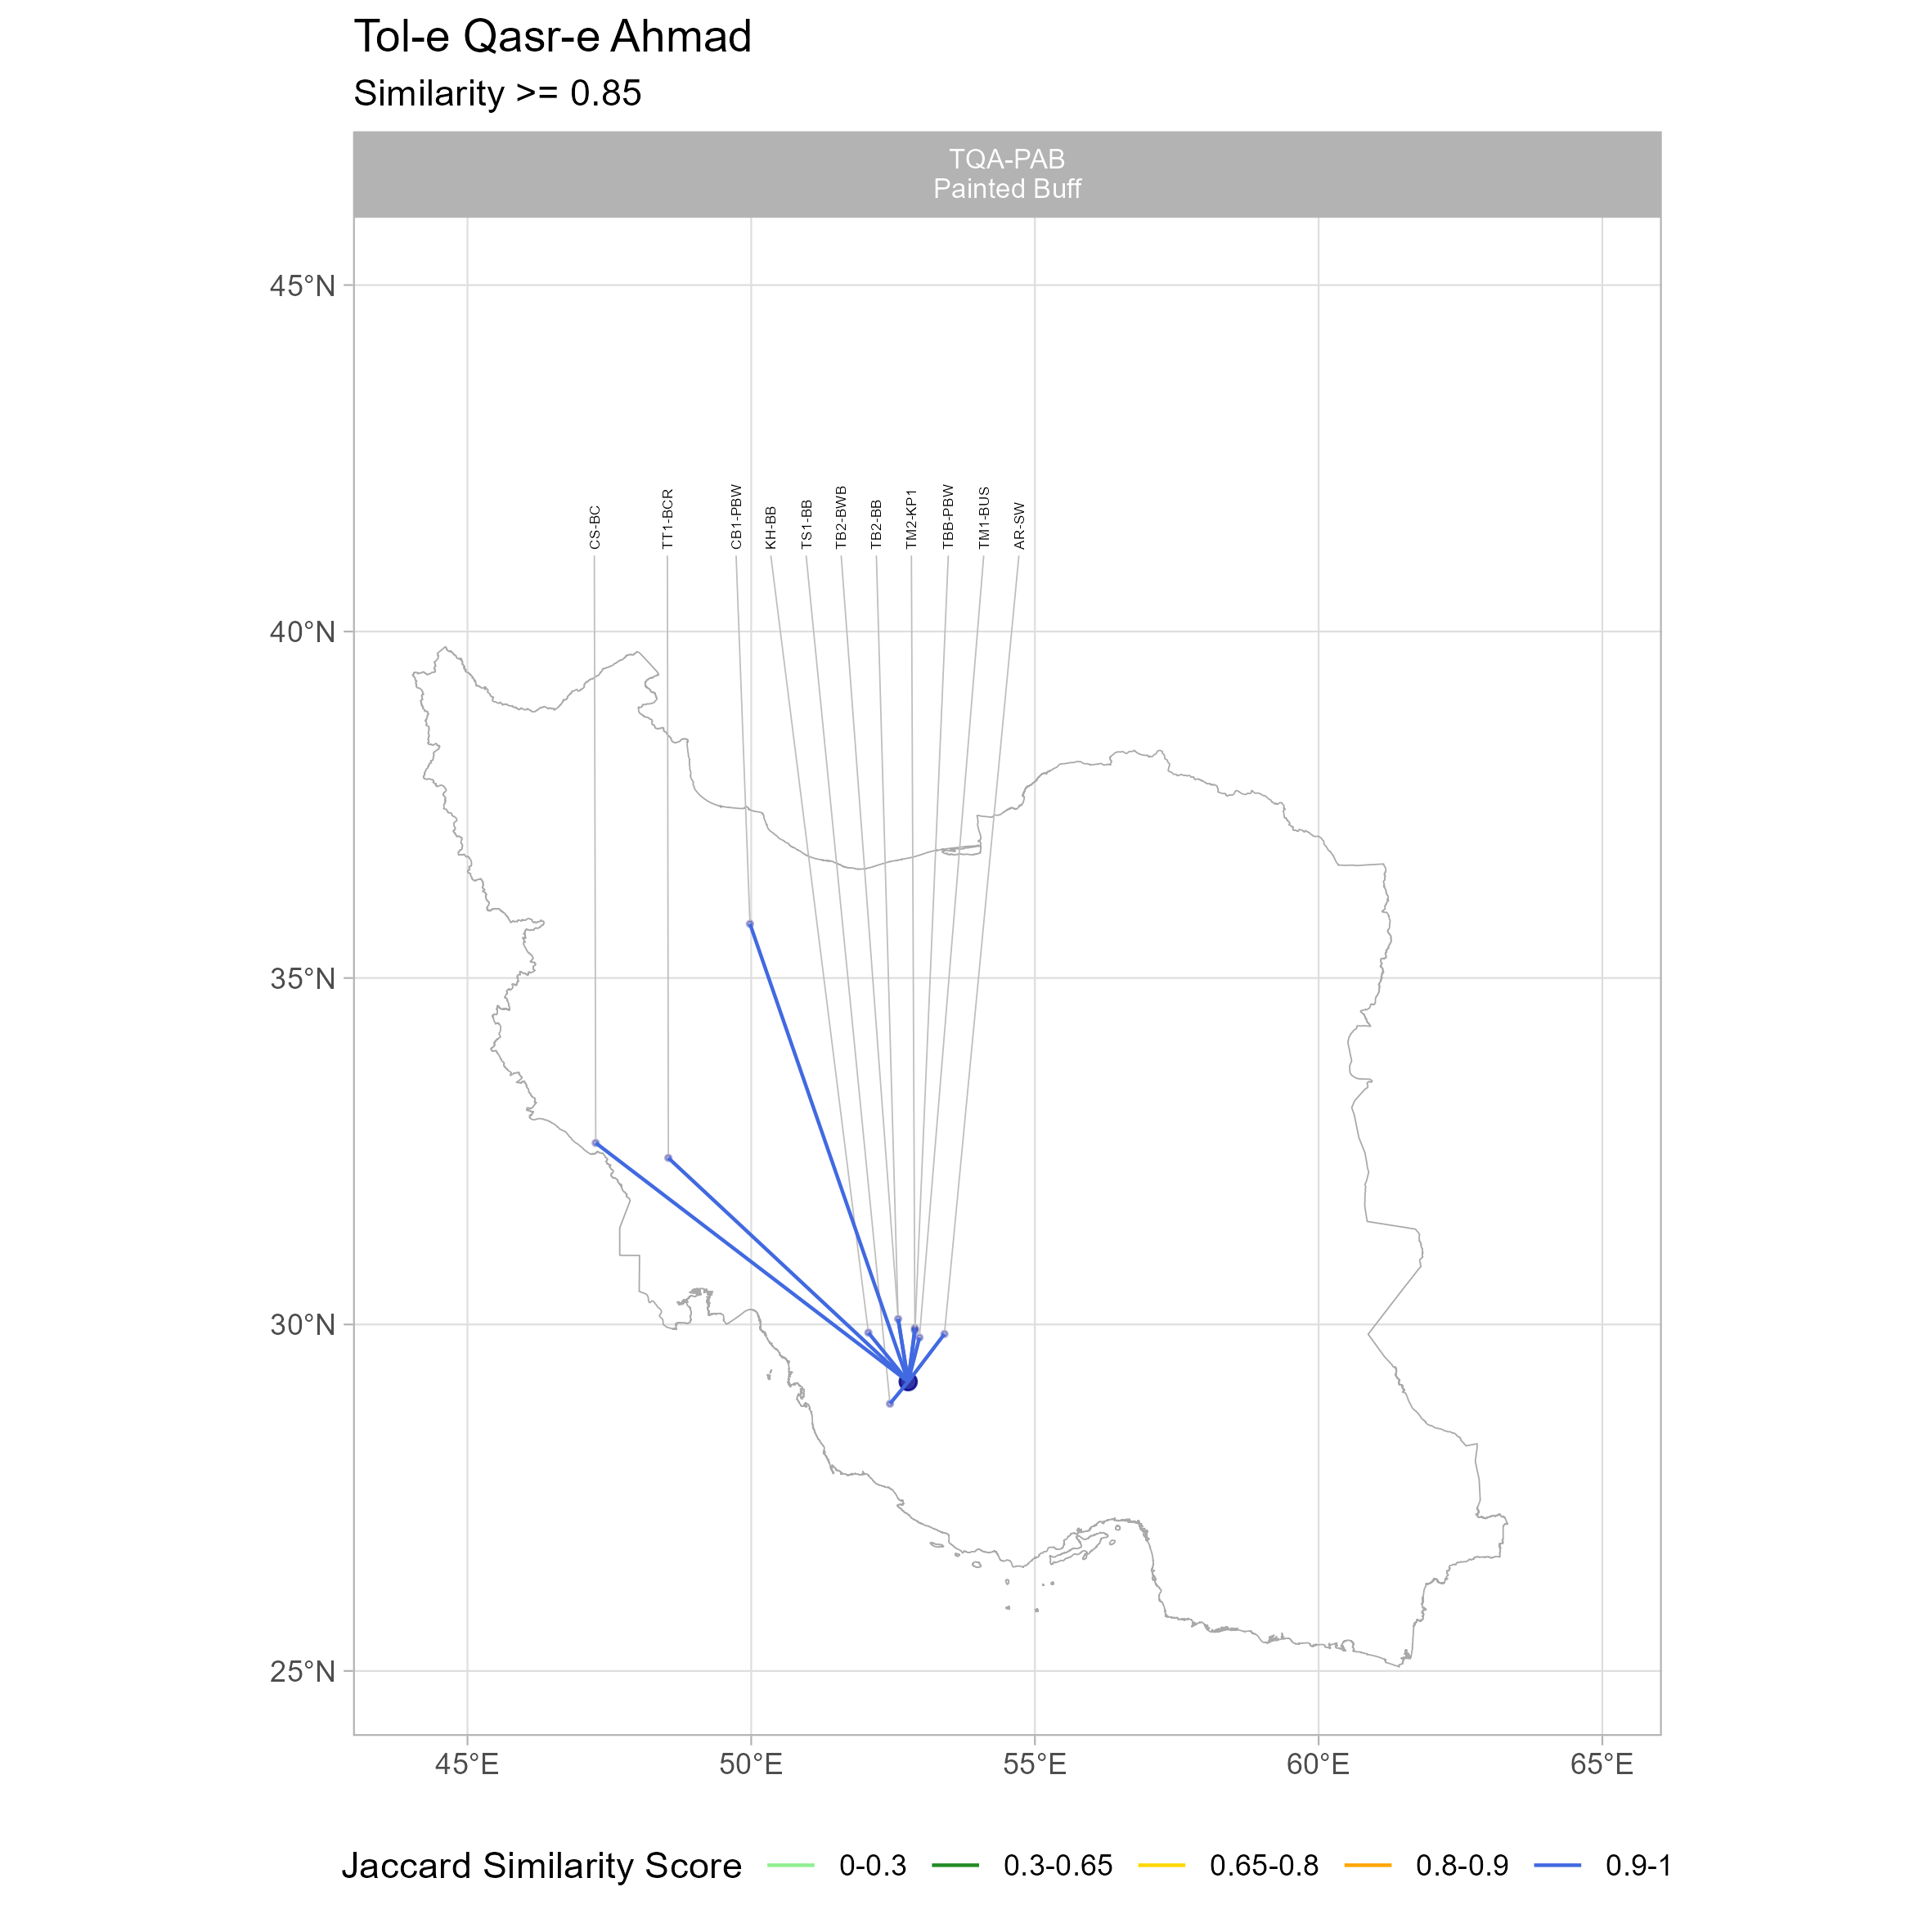 Tol-e Qasr-e Ahmad
Similarity >= 0.85
TQA-PAB
Painted Buff
45°N
40°N
35°N
30°N
25°N
CS-BC
TT1-BCR
CB1-PBW
KH-BB
TS1-BB
TB2-BWB
TB2-BB
TM2-KP1
TBB-PBW
TM1-BUS
AR-SW
45°E 50°E 55°E 60°E 65°E
Jaccard Similarity Score 0-0.3 0.3-0.65 0.65-0.8 0.8-0.9 0.9-1